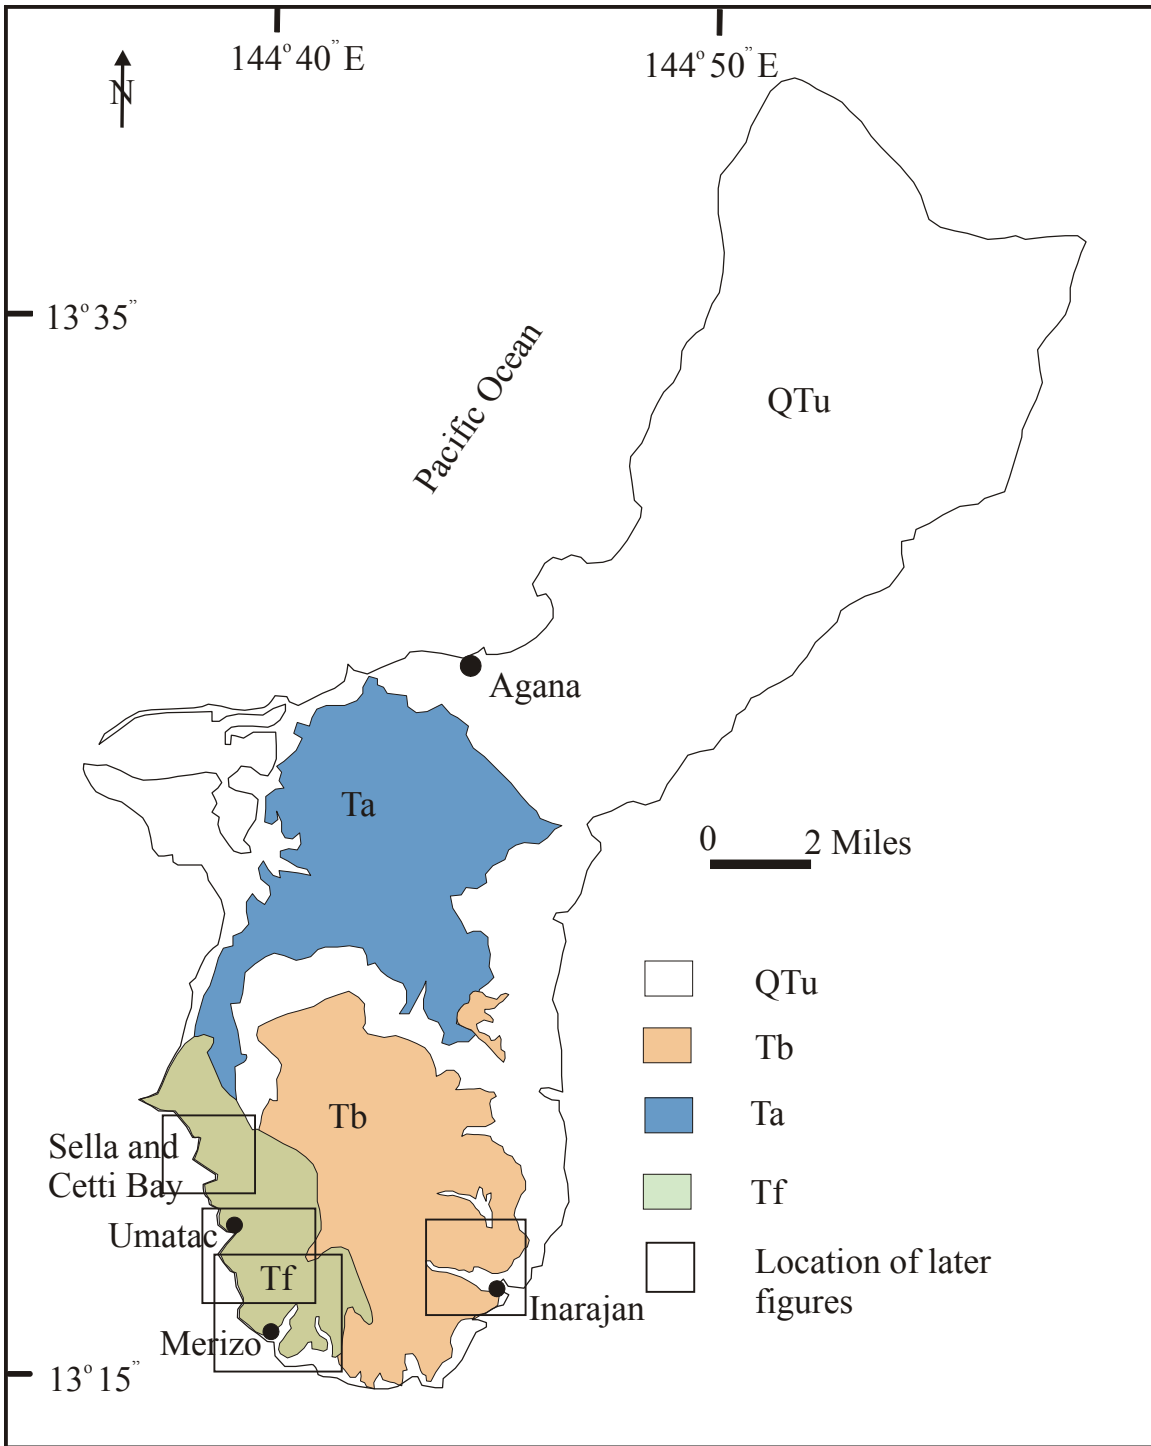 144° 40" E
144° 50" E
N
13° 35"
Pacific Ocean
QTu
Agana
Ta
0
2 Miles
QTu
Tb
Ta
Tf
Location of later
figures
Tb
Sella and
Cetti Bay
Umatac
Tf
Inarajan
Merizo
13° 15"